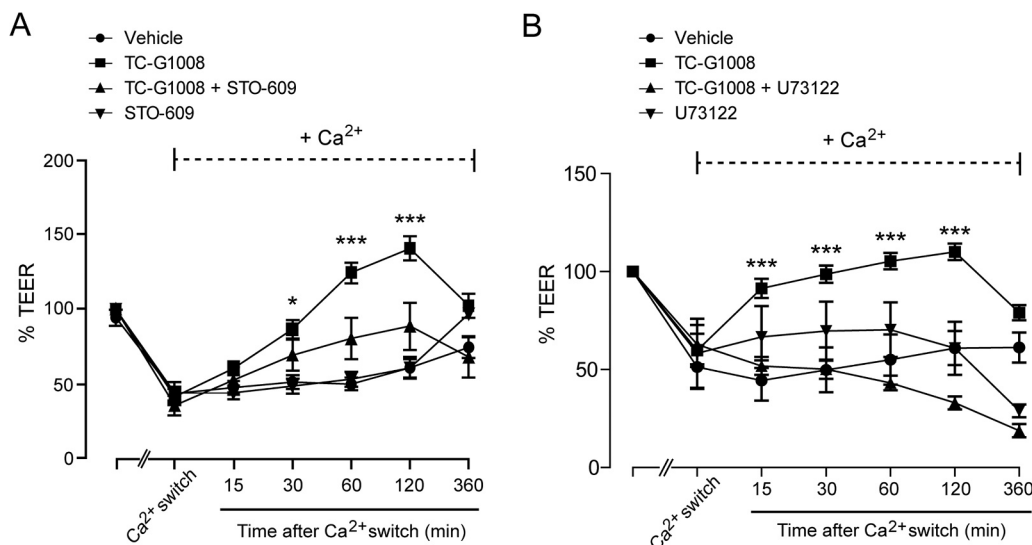 A
Vehicle
TC-G1008
TC-G1008 + STO-609
STO-609
+ Ca2+
200
150
100
50
0
% TEER
*
***
***
Ca2+ switch
15
30
60
120
360
Time after Ca2+ switch (min)
B
Vehicle
TC-G1008
TC-G1008 + U73122
U73122
+ Ca2+
150
100
50
0
% TEER
***
***
***
***
Ca2+ switch
15
30
60
120
360
Time after Ca2+ switch (min)